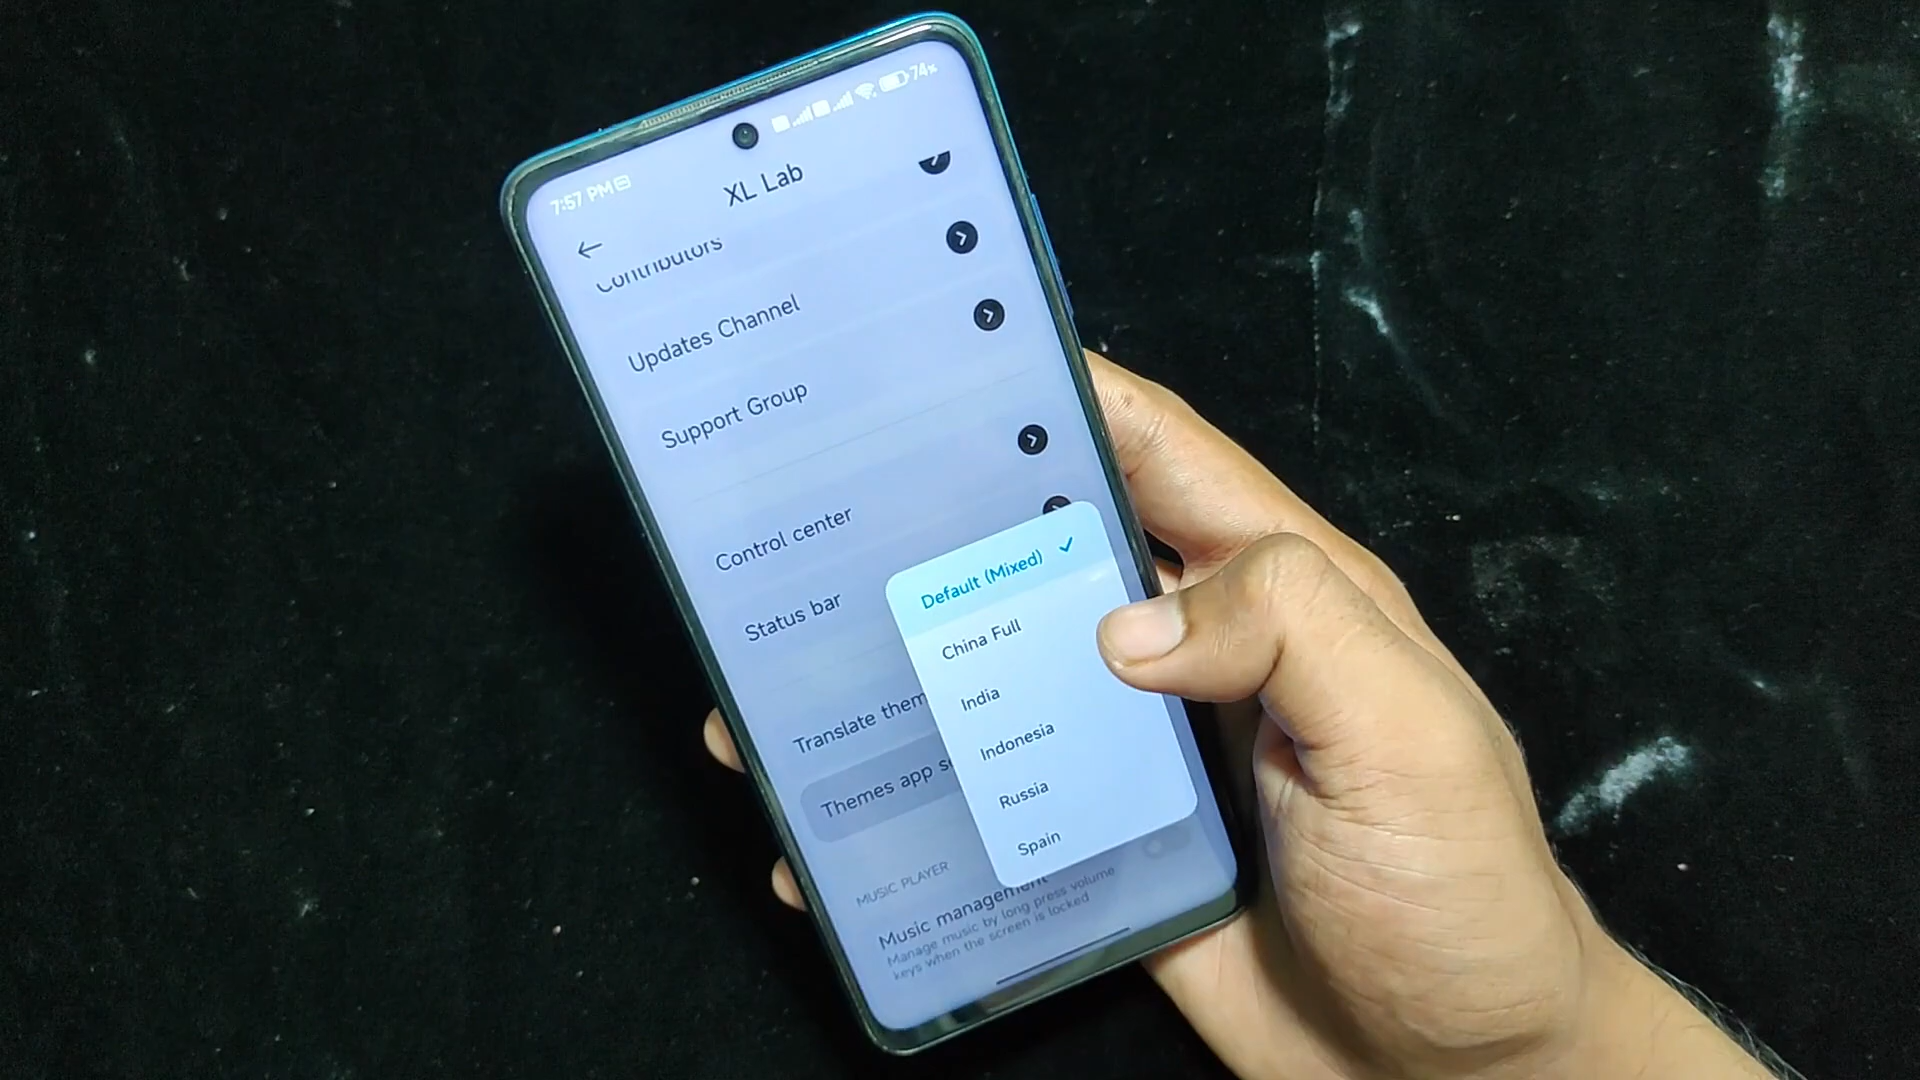 7:57 PM
74%
XL Lab
Contributors
Updates Channel
Support Group
Control center
Status bar
Default (Mixed)
China Full
India
Indonesia
Russia
Spain
Translate them
Themes app se
MUSIC PLAYER
Music management
Manage music by long press volume
keys when the screen is locked